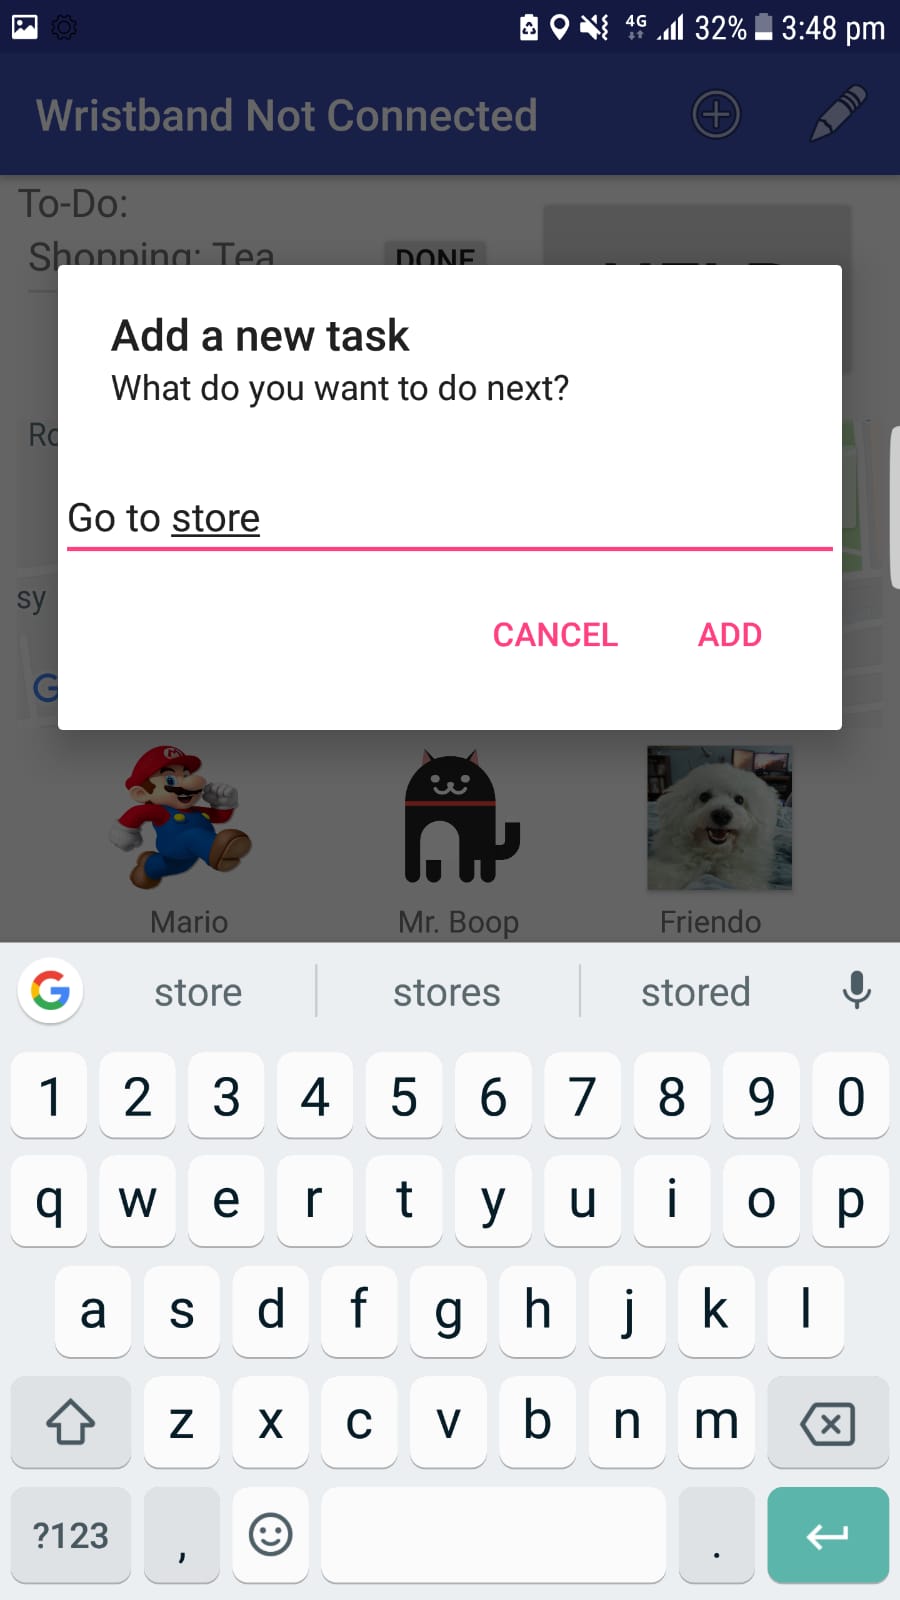 4G 32% 3:48 pm
Wristband Not Connected
To-Do:
Shopping: Tea DONE
Add a new task
What do you want to do next?
Go to store
CANCEL ADD
sy
G
Mario Mr. Boop Friendo
store stores stored
1 2 3 4 5 6 7 8 9 0
q w e r t y u i o p
a s d f g h j k l
z x c v b n m
?123 , .